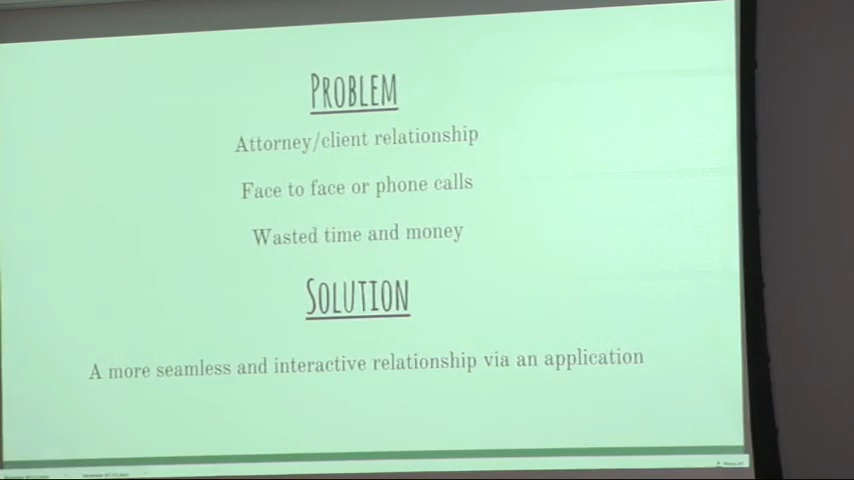 PROBLEM
Attorney/client relationship
Face to face or phone calls
Wasted time and money
SOLUTION
A more seamless and interactive relationship via an application